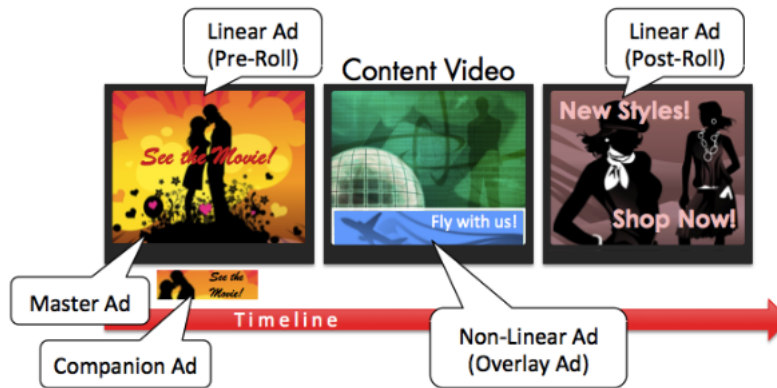 Linear Ad
(Pre-Roll)
Content Video
Linear Ad
(Post-Roll)
See the Movie!
Fly with us!
New Styles!
Shop Now!
Master Ad
See the
Movie!
Timeline
Companion Ad
Non-Linear Ad
(Overlay Ad)